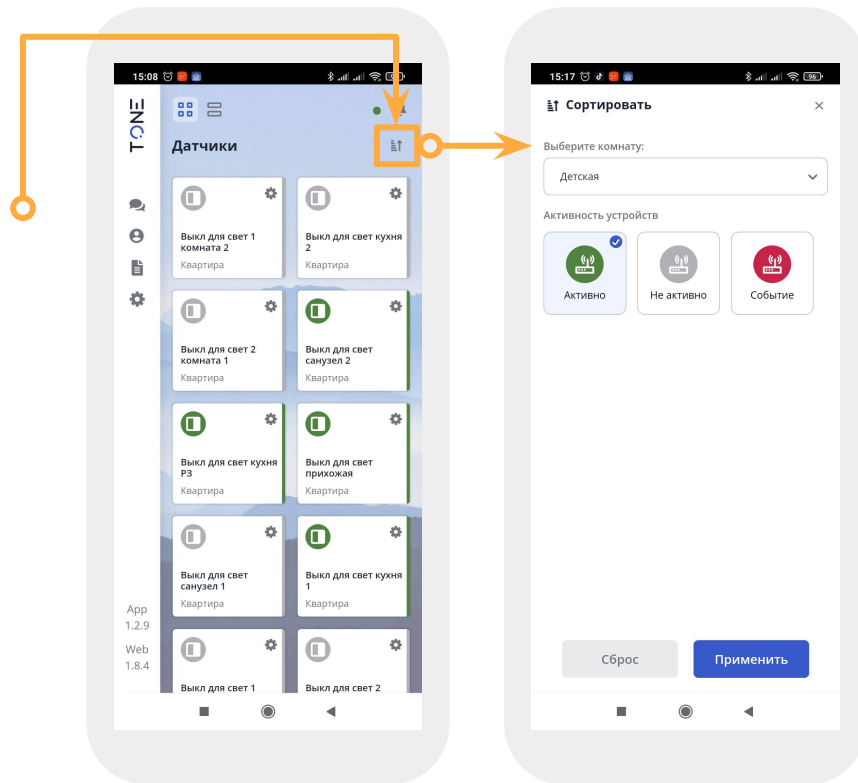 15:08
TONE
Датчики
Выкл для свет 1
комната 2
Квартира
Выкл для свет кухня
2
Квартира
Выкл для свет 2
комната 1
Квартира
Выкл для свет
санузел 2
Квартира
Выкл для свет кухня
РЗ
Квартира
Выкл для свет
прихожая
Квартира
Выкл для свет
санузел 1
Квартира
Выкл для свет кухня
1
Квартира
Выкл для свет 1
Выкл для свет 2
App
1.2.9
Web
1.8.4
15:17
96
Сортировать
Выберите комнату:
Детская
Активность устройств
Активно
Не активно
Событие
Сброс
Применить